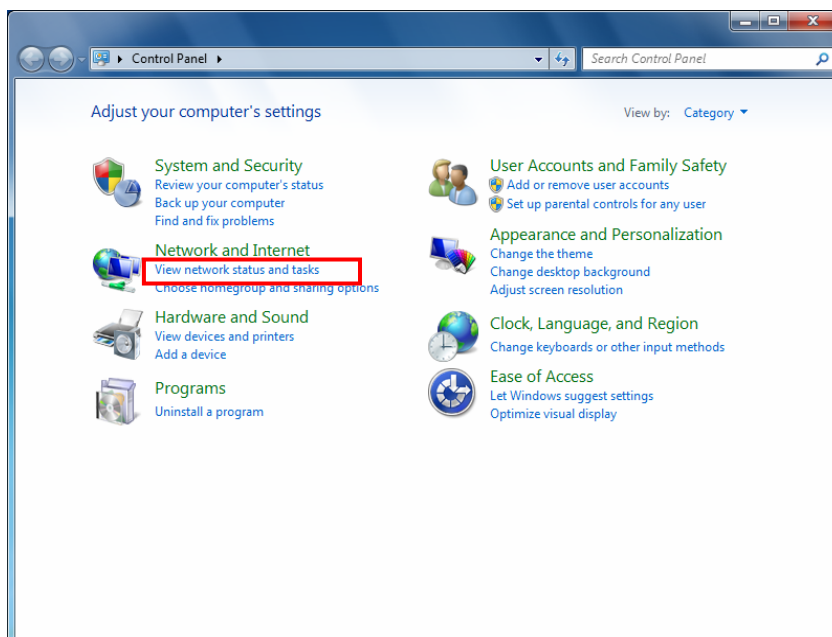 Control Panel
Search Control Panel
Adjust your computer's settings
View by: Category
System and Security
Review your computer's status
Back up your computer
Find and fix problems
Network and Internet
View network status and tasks
Choose homegroup and sharing options
Hardware and Sound
View devices and printers
Add a device
Programs
Uninstall a program
User Accounts and Family Safety
Add or remove user accounts
Set up parental controls for any user
Appearance and Personalization
Change the theme
Change desktop background
Adjust screen resolution
Clock, Language, and Region
Change keyboards or other input methods
Ease of Access
Let Windows suggest settings
Optimize visual display